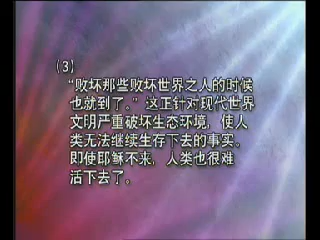 (3)
“败坏那些败坏世界之人的时候
也就到了。”这正针对现代世界
文明严重破坏生态环境，使人
类无法继续生存下去的事实。
即使耶稣不来，人类也很难
活下去了。